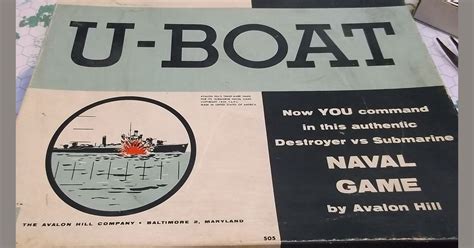 U-BOAT
Now YOU command
in this authentic
Destroyer vs Submarine
NAVAL
GAME
by Avalon Hill
THE AVALON HILL COMPANY • BALTIMORE 2, MARYLAND
505